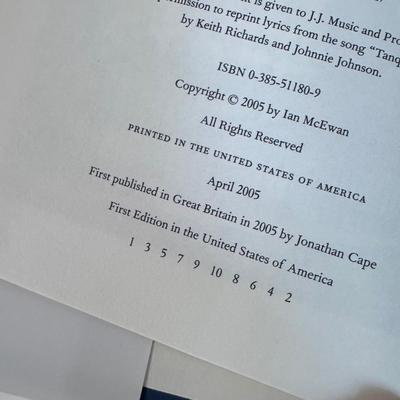 is given to J.J. Music and
permission to reprint lyrics from the song
by Keith Richards and Johnnie Johnson.
ISBN 0-385-51180-9
Copyright © 2005 by Ian McEwan
All Rights Reserved
PRINTED IN THE UNITED STATES OF AMERICA
April 2005
First published in Great Britain in 2005 by Jonathan Cape
First Edition in the United States of America
1 3 5 7 9 10 8 6 4 2